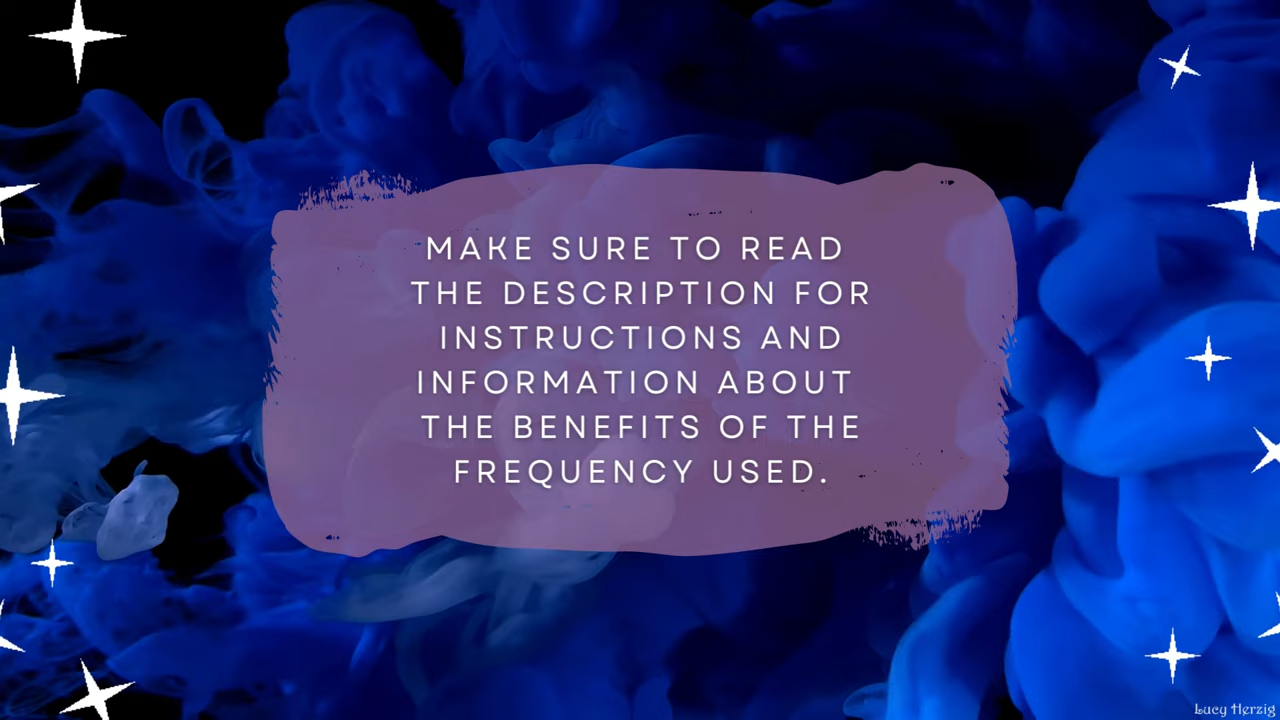 MAKE SURE TO READ
THE DESCRIPTION FOR
INSTRUCTIONS AND
INFORMATION ABOUT
THE BENEFITS OF THE
FREQUENCY USED.
Lucy Herzig